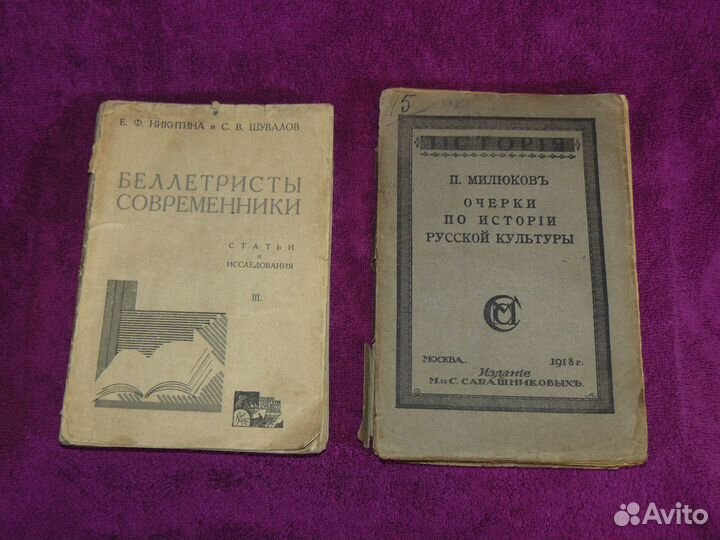 Е. Ф. НИКИТИНА и С. В. ШУВАЛОВ
БЕЛЛЕТРИСТЫ
СОВРЕМЕННИКИ
СТАТЬИ
и
ИССЛЕДОВАНИЯ
III.
5
ИСТОРІЯ
П. МИЛЮКОВЪ
ОЧЕРКИ
ПО ИСТОРІИ
РУССКОЙ КУЛЬТУРЫ
МОСКВА. 1918 г.
Изданіе
М. и С. САБАШНИКОВЫХЪ.
Avito